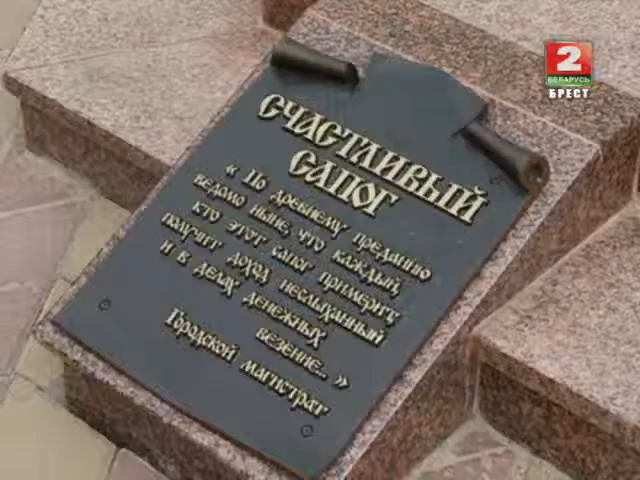 2
БЕЛАРУСЬ
БРЕСТ
СЧАСТЛИВЫЙ
САПОГ
« По древнему преданию
ведомо ныне, что каждый,
кто этот сапог примерит,
получит доход неслыханный
и в делах денежных
везение.. »
Городской магистрат